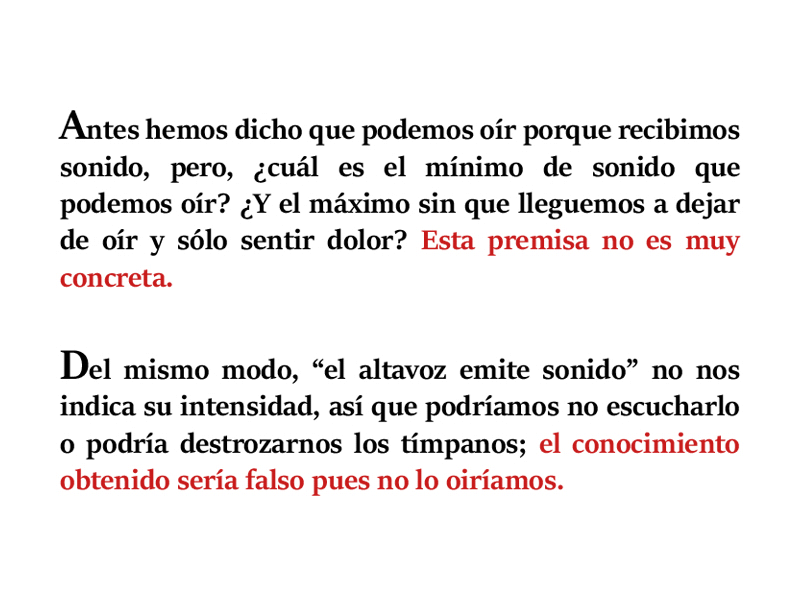 Antes hemos dicho que podemos oír porque recibimos
sonido, pero, ¿cuál es el mínimo de sonido que
podemos oír? ¿Y el máximo sin que lleguemos a dejar
de oír y sólo sentir dolor? Esta premisa no es muy
concreta.
Del mismo modo, “el altavoz emite sonido” no nos
indica su intensidad, así que podríamos no escucharlo
o podría destrozarnos los tímpanos; el conocimiento
obtenido sería falso pues no lo oiríamos.